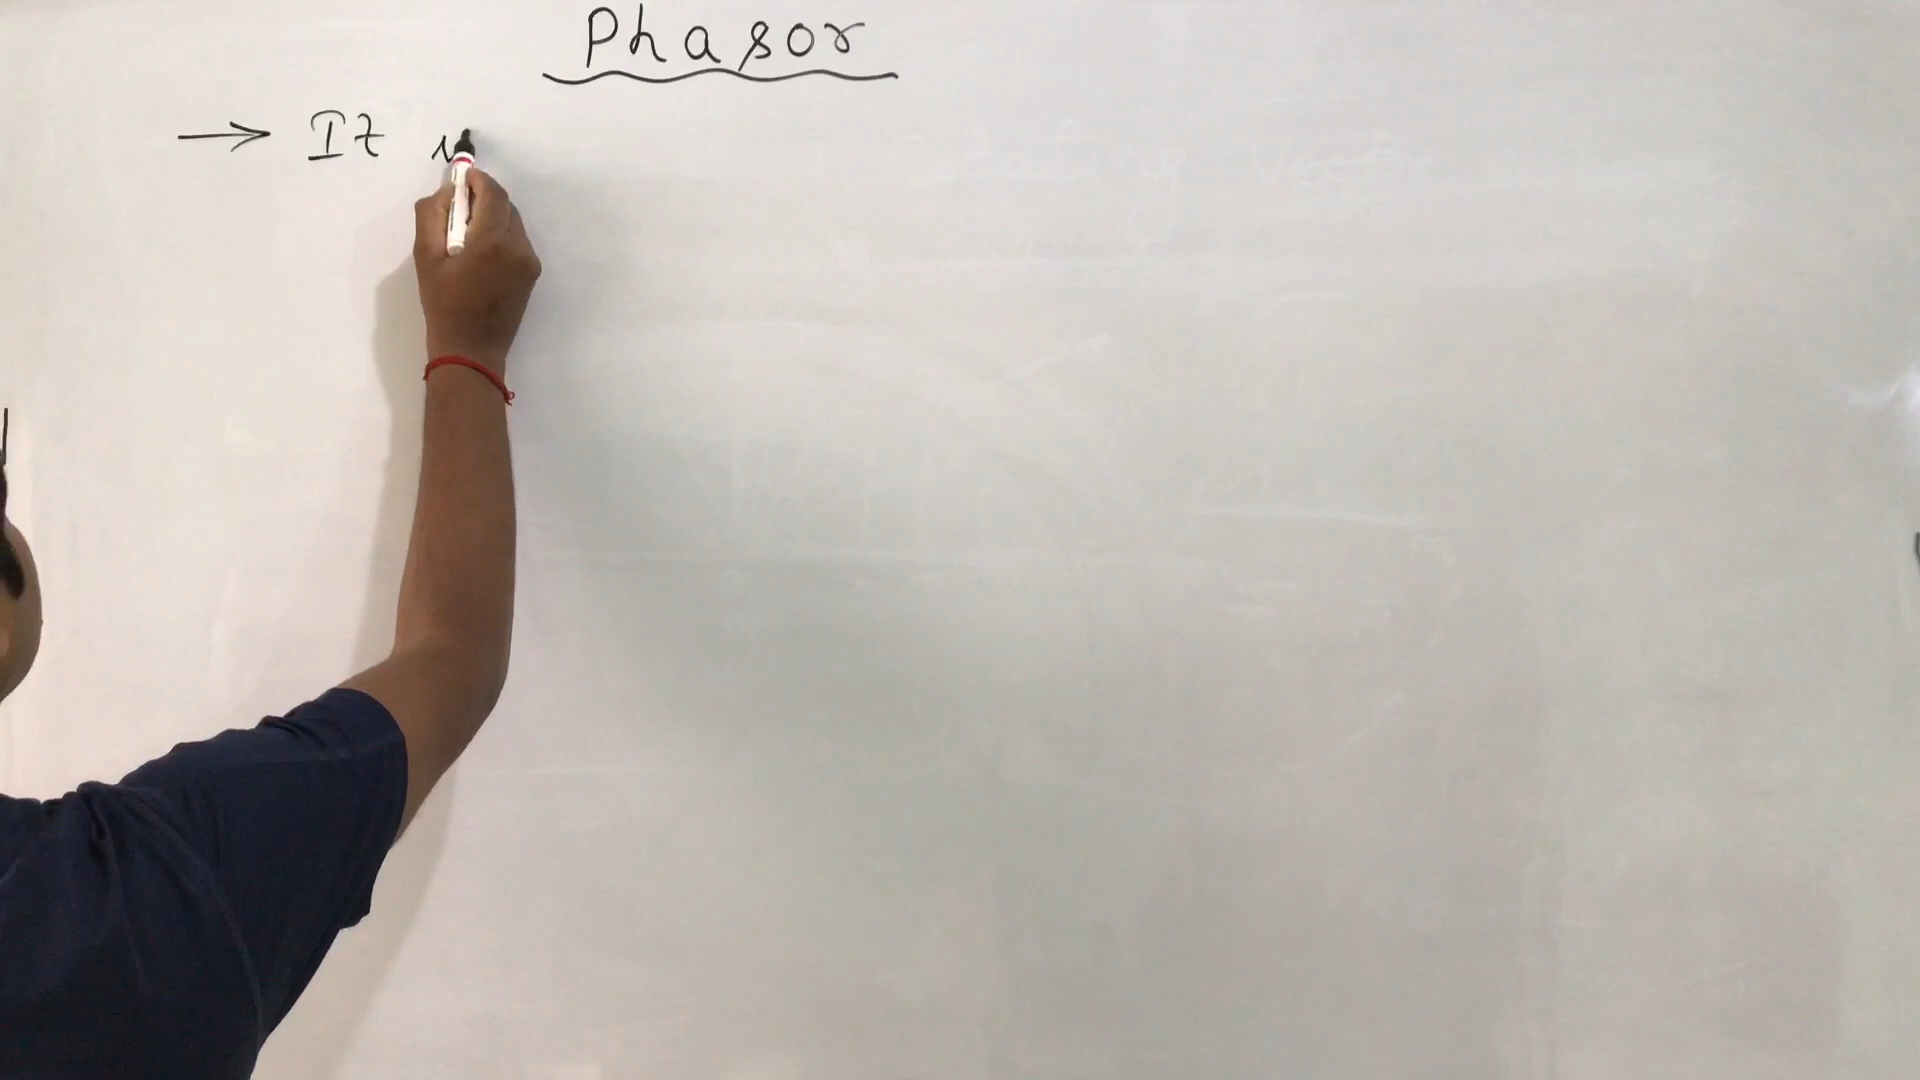 Phasor
→ It